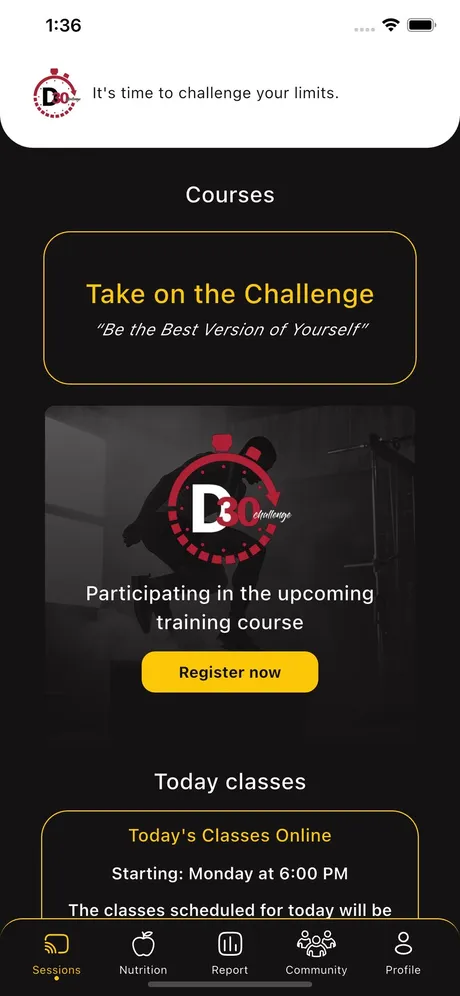 1:36
D30 challenge
It's time to challenge your limits.
Courses
Take on the Challenge
“Be the Best Version of Yourself”
D30 challenge
Participating in the upcoming
training course
Register now
Today classes
Today's Classes Online
Starting: Monday at 6:00 PM
The classes scheduled for today will be
Sessions
Nutrition
Report
Community
Profile